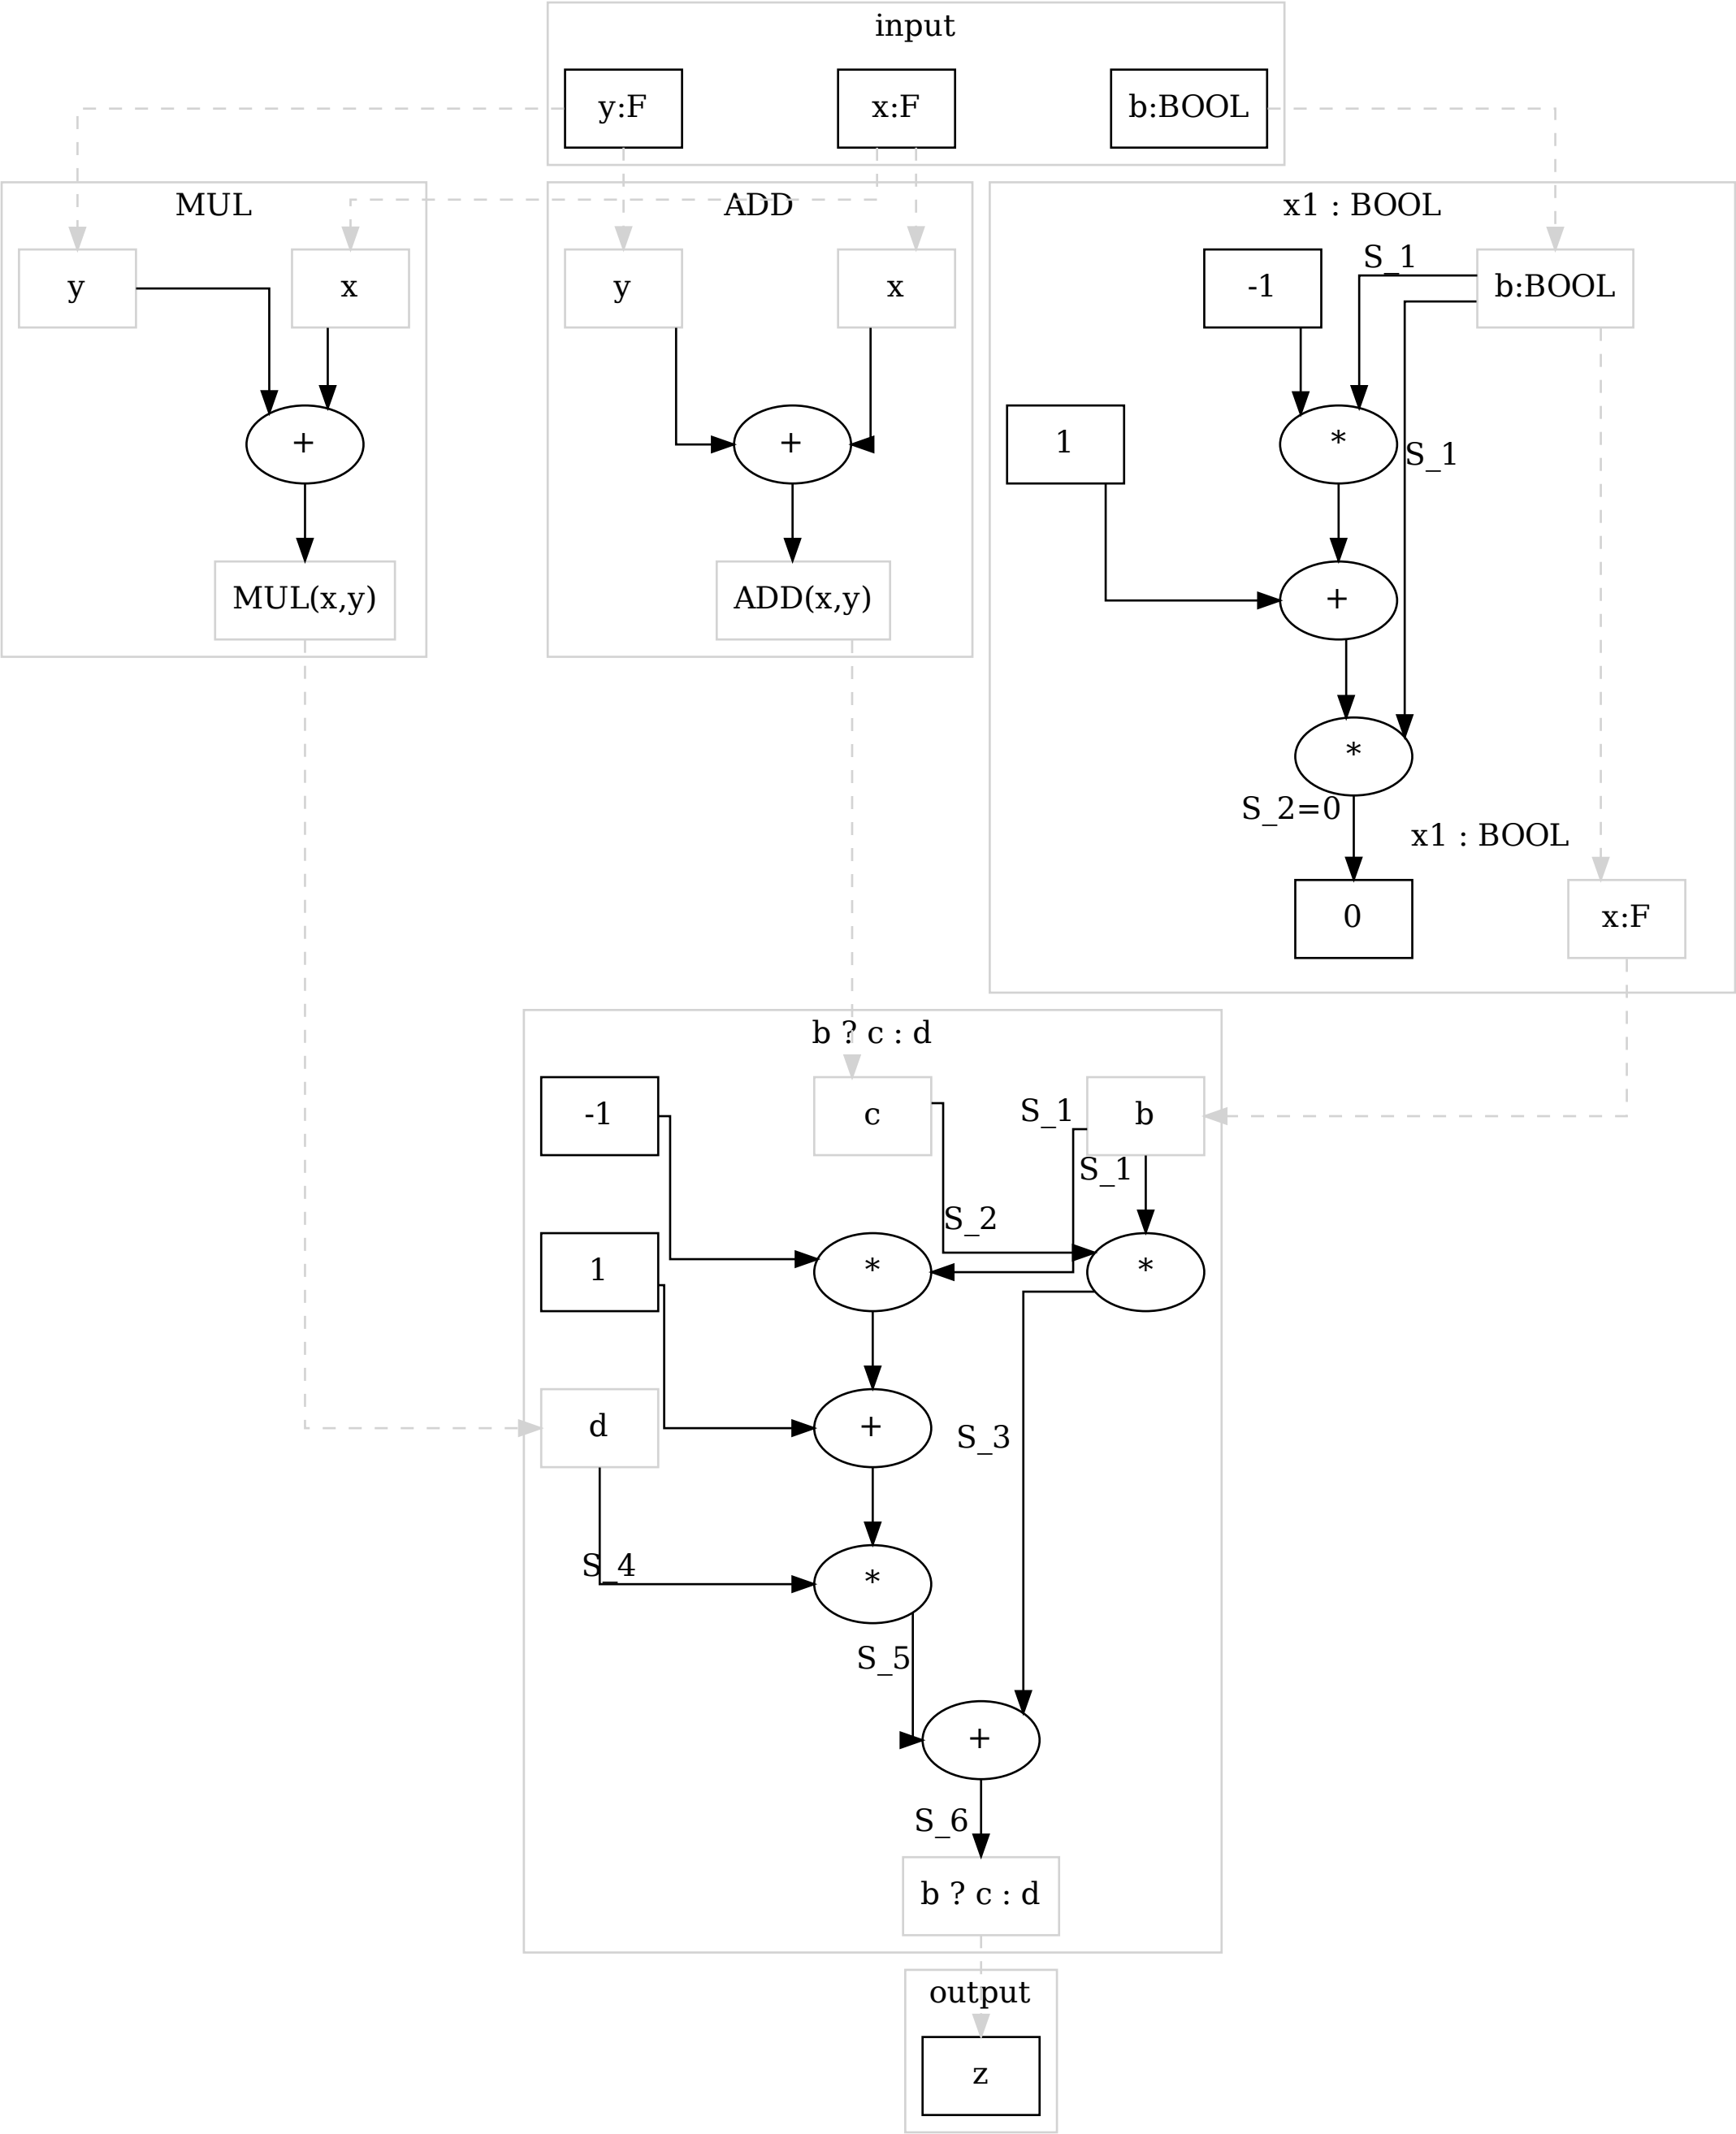 input
y:F
x:F
b:BOOL
MUL
ADD
x1 : BOOL
y
x
y
x
-1
S_1
b:BOOL
+
+
1
*
S_1
MUL(x,y)
ADD(x,y)
+
*
S_2=0
x1 : BOOL
0
x:F
b ? c : d
-1
c
S_1
b
S_1
S_2
1
*
*
d
+
S_3
S_4
*
S_5
+
S_6
b ? c : d
output
z